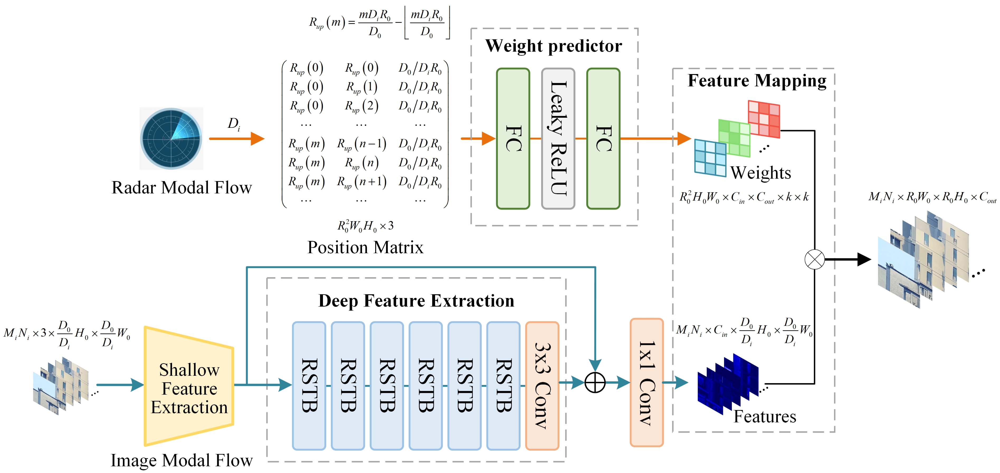 R_up(m) = mD_iR_0/D_0 − ⌊mD_iR_0/D_0⌋
Weight predictor
FC
Leaky ReLU
FC
Feature Mapping
Weights
R_0^2H_0W_0 × C_in × C_out × k × k
D_i
Radar Modal Flow
R_up(0) R_up(0) D_0/D_iR_0
R_up(0) R_up(1) D_0/D_iR_0
R_up(0) R_up(2) D_0/D_iR_0
... ... ...
R_up(m) R_up(n−1) D_0/D_iR_0
R_up(m) R_up(n) D_0/D_iR_0
R_up(m) R_up(n+1) D_0/D_iR_0
... ... ...
R_0^2W_0H_0 × 3
Position Matrix
M_iN_i × R_0W_0 × R_0H_0 × C_out
...
Deep Feature Extraction
M_iN_i × 3 × D_0/D_i H_0 × D_0/D_i W_0
...
Shallow
Feature
Extraction
Image Modal Flow
RSTB
RSTB
RSTB
RSTB
RSTB
RSTB
3x3 Conv
1x1 Conv
M_iN_i × C_in × D_0/D_i H_0 × D_0/D_i W_0
...
Features